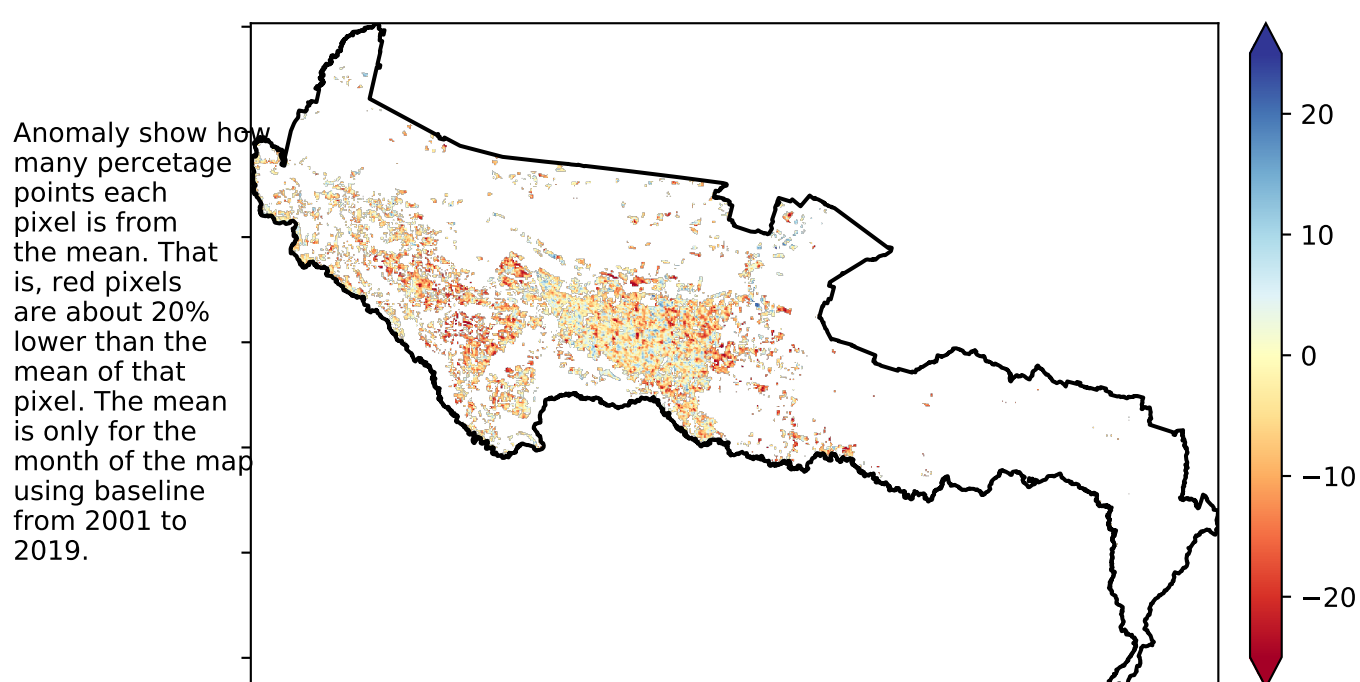 Anomaly show how
many percetage
points each
pixel is from
the mean. That
is, red pixels
are about 20%
lower than the
mean of that
pixel. The mean
is only for the
month of the map
using baseline
from 2001 to
2019.
20
10
0
−10
−20